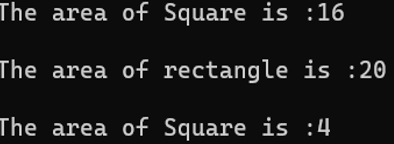 The area of Square is :16
The area of rectangle is :20
The area of Square is :4